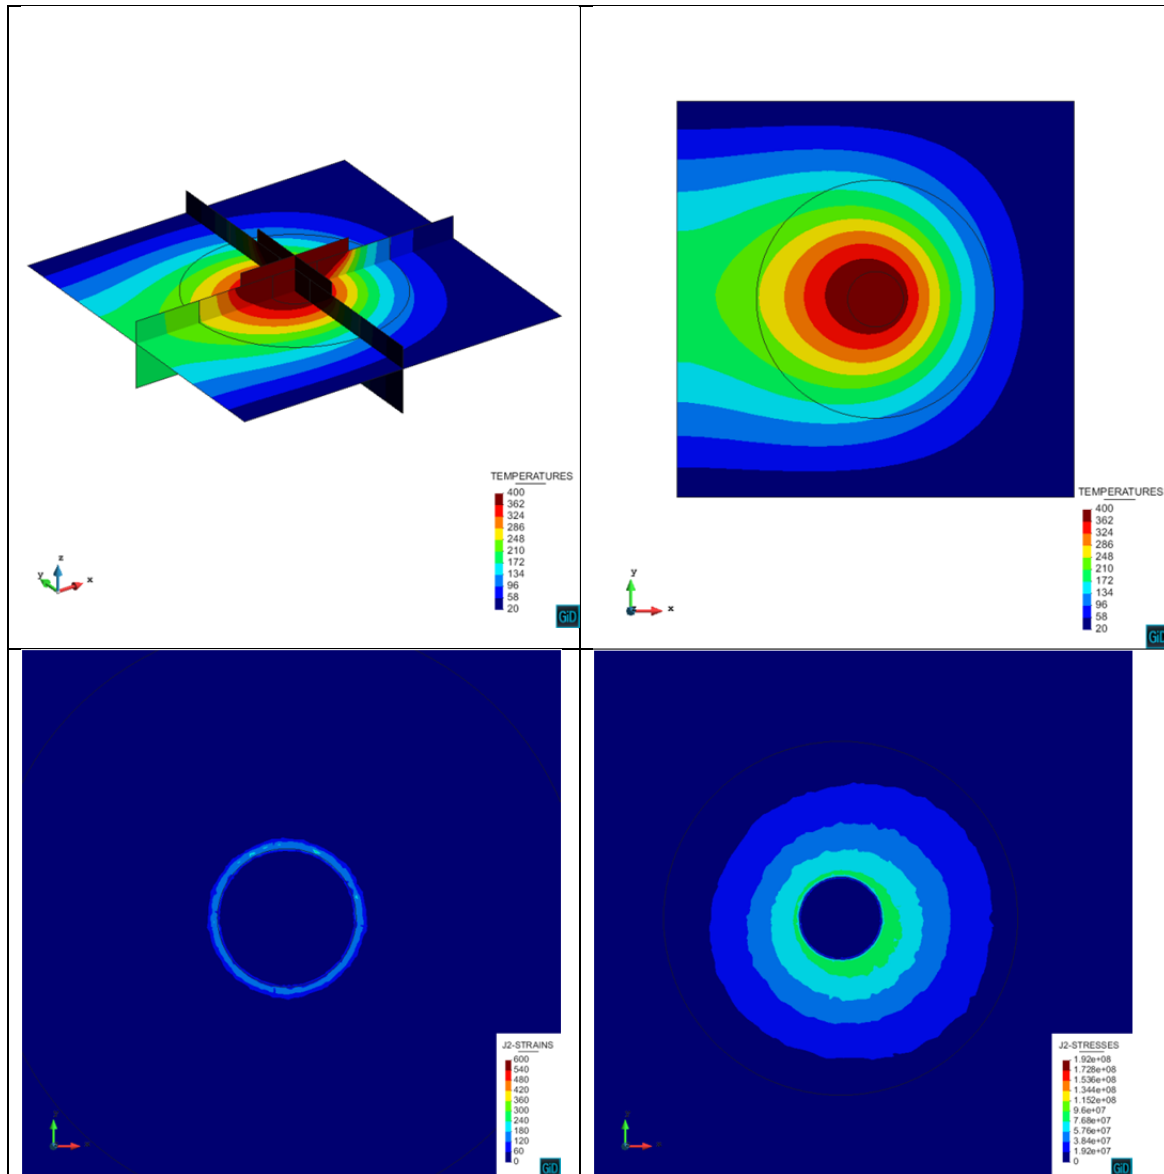 TEMPERATURES
400
362
324
286
248
210
172
134
96
58
20
z
y
x
GiD
TEMPERATURES
400
362
324
286
248
210
172
134
96
58
20
y
x
GiD
J2-STRAINS
600
540
480
420
360
300
240
180
120
60
0
GiD
J2-STRESSES
1.92e+08
1.728e+08
1.536e+08
1.344e+08
1.152e+08
9.6e+07
7.68e+07
5.76e+07
3.84e+07
1.92e+07
0
GiD